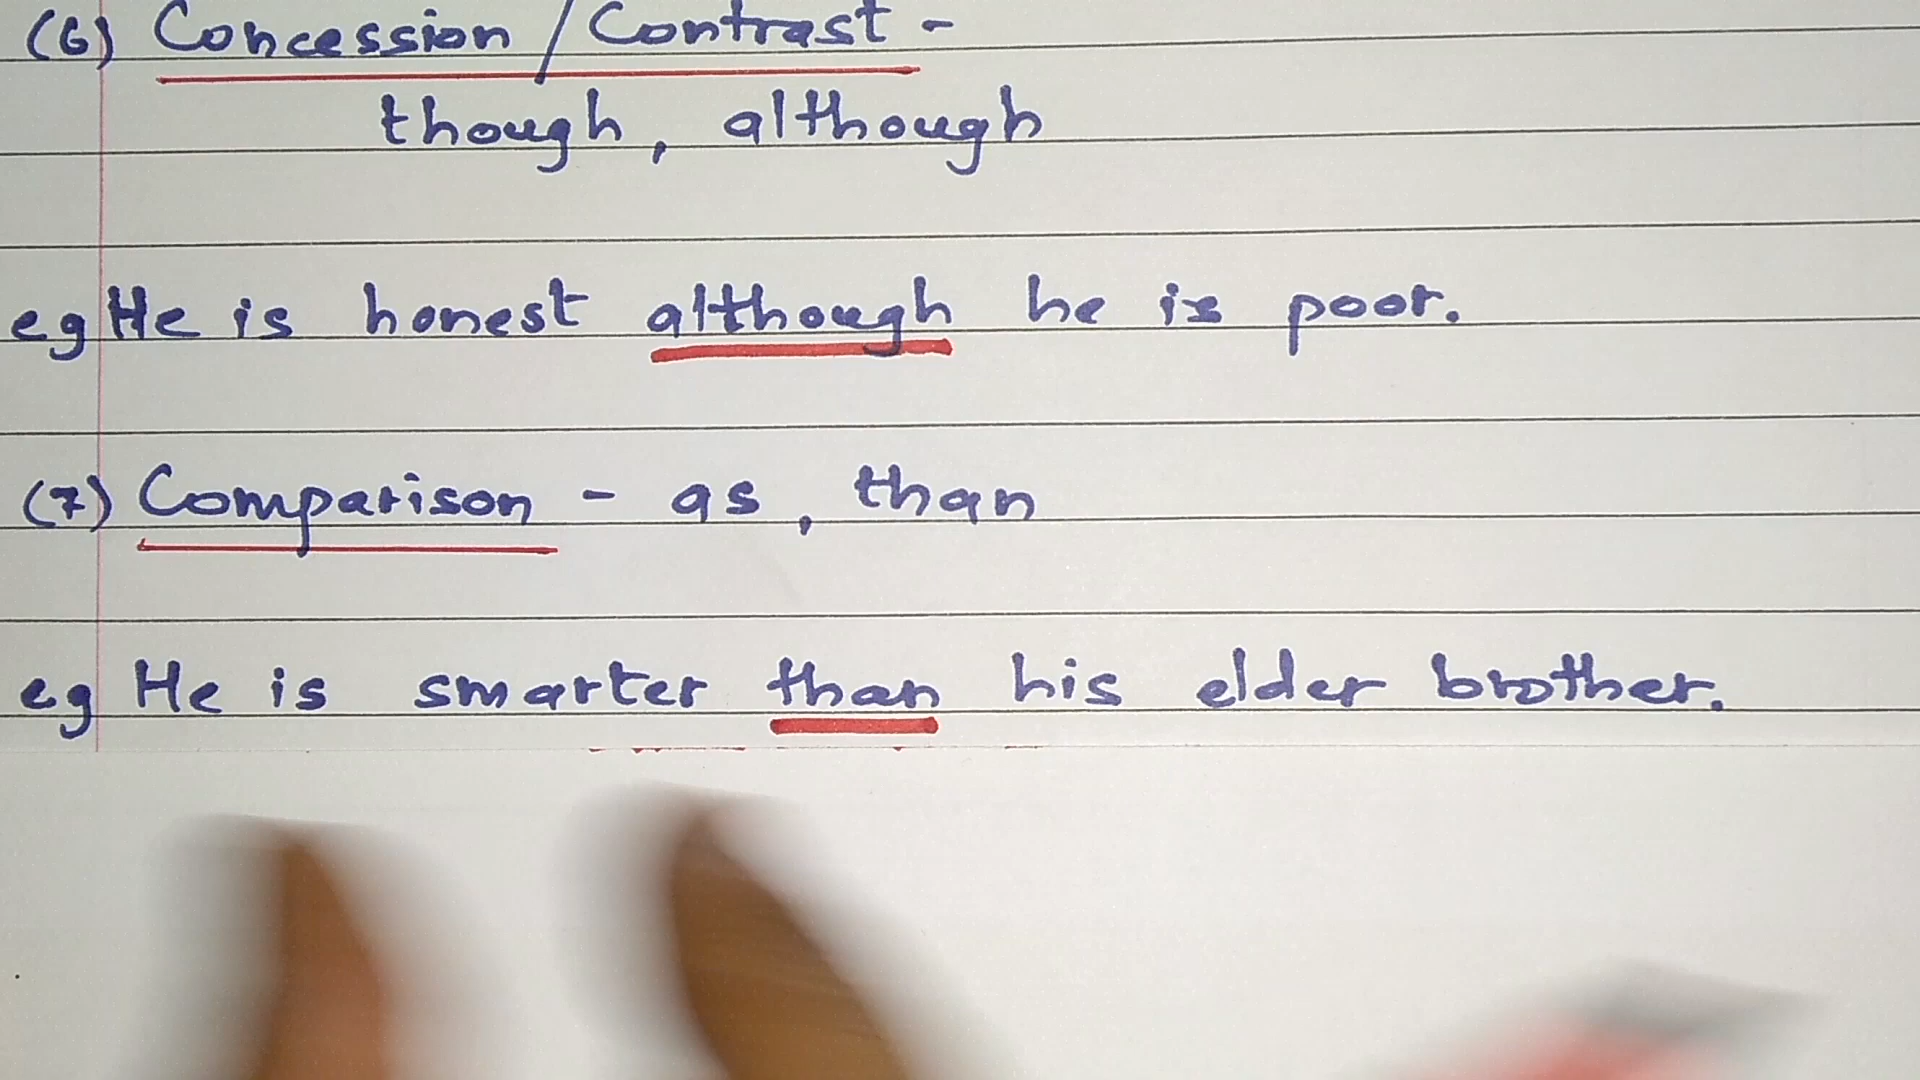 (6) Concession / Contrast -
though, although
eg He is honest although he is poor.
(7) Comparison - as, than
eg He is smarter than his elder brother.